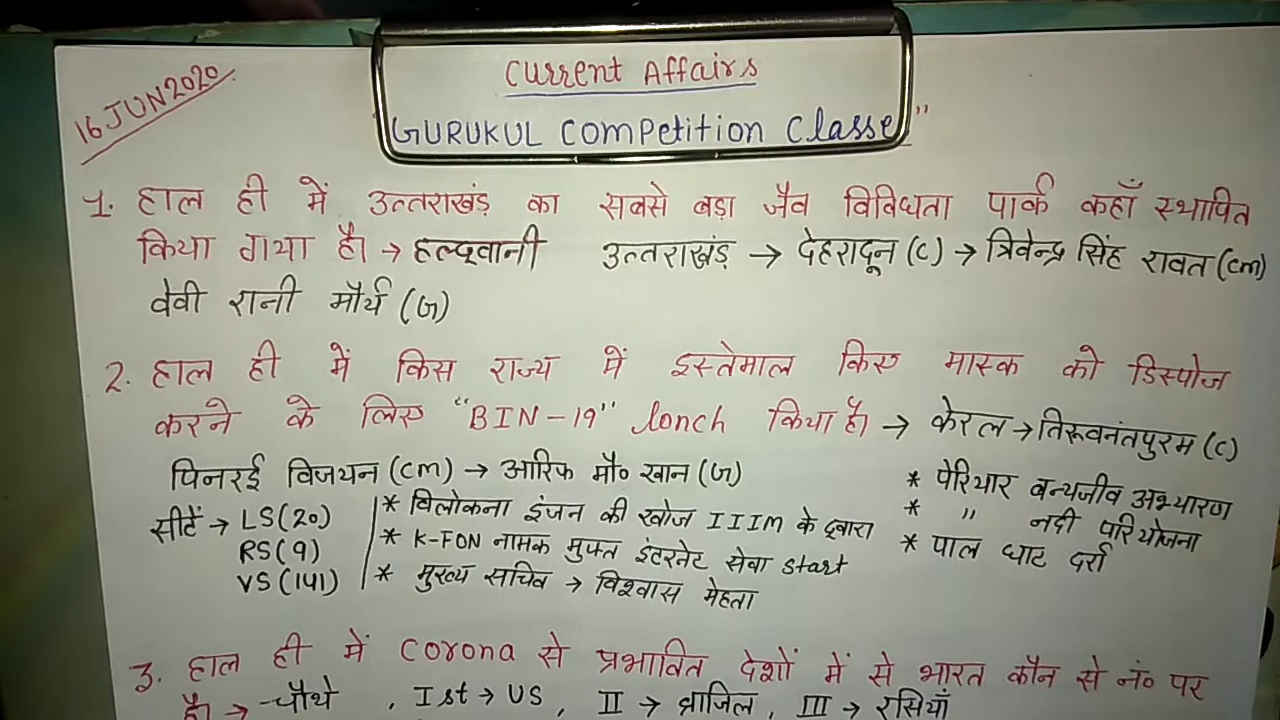 16 JUN 2020
Current Affairs
"GURUKUL Competition Classe"
1. हाल ही में उत्तराखंड़ का सबसे बड़ा जैव विविधता पार्क कहाँ स्थापित
किया गया है। → हल्द्वानी उत्तराखंड़ → देहरादून (C) → त्रिवेन्द्र सिंह रावत (CM)
वेवी रानी मौर्य (G)
2. हाल ही में किस राज्य में इस्तेमाल किए मास्क को डिस्पोज
करने के लिए "BIN-19" lonch किया है। → केरल → तिरूवनंतपुरम (C)
पिनरई विजयन (CM) → आरिफ मौ० खान (G)
सीटें → LS(20)
RS(9)
VS(141)
* विलोकना इंजन की खोज IIIM के द्वारा
* K-FON नामक मुफ्त इंटरनेट सेवा start
* मुख्य सचिव → विश्वास मेहता
* पेरियार वन्यजीव अभ्यारण
* " नदी परियोजना
* पाल घाट दर्रा
3. हाल ही में Corona से प्रभावित देशों में से भारत कौन से नं० पर
है। → चौथे , Ist → US , II → ब्राजिल , III → रसियाँ